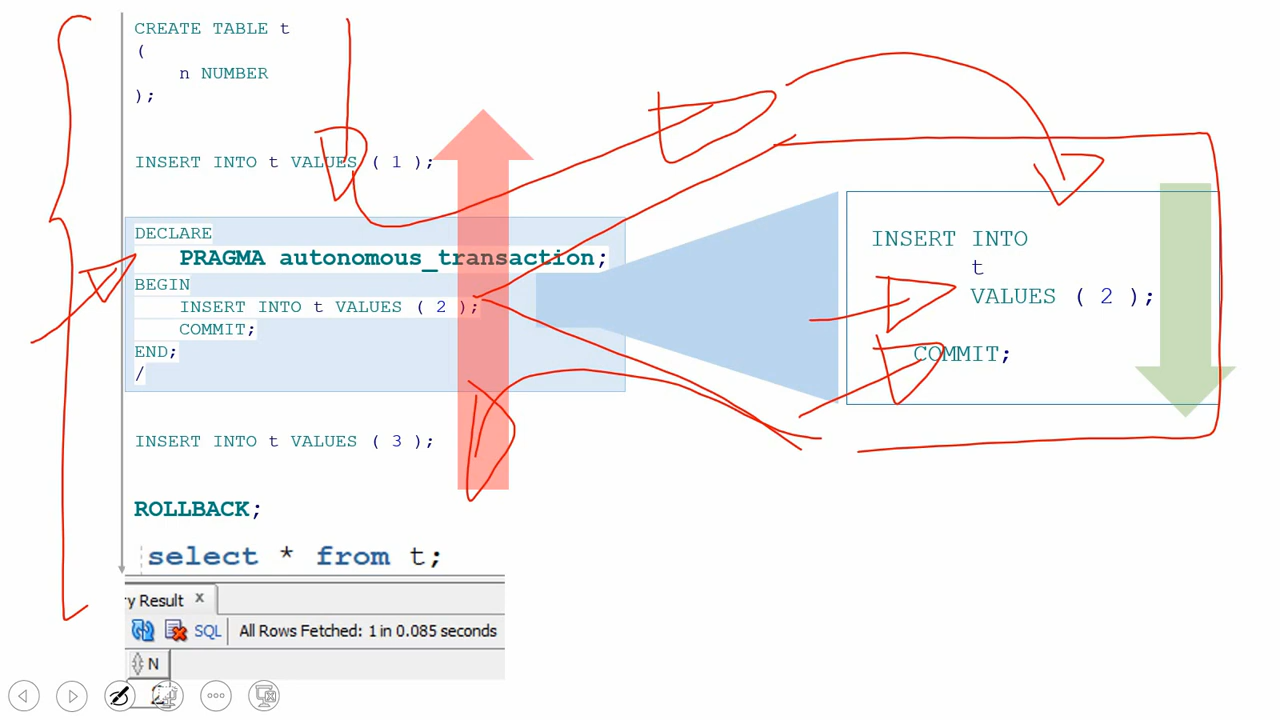 CREATE TABLE t
(
n NUMBER
);
INSERT INTO t VALUES ( 1 );
DECLARE
PRAGMA autonomous_transaction;
BEGIN
INSERT INTO t VALUES ( 2 );
COMMIT;
END;
/
INSERT INTO t VALUES ( 3 );
ROLLBACK;
select * from t;
ry Result x
SQL All Rows Fetched: 1 in 0.085 seconds
N
2
INSERT INTO
t
VALUES ( 2 );
COMMIT;